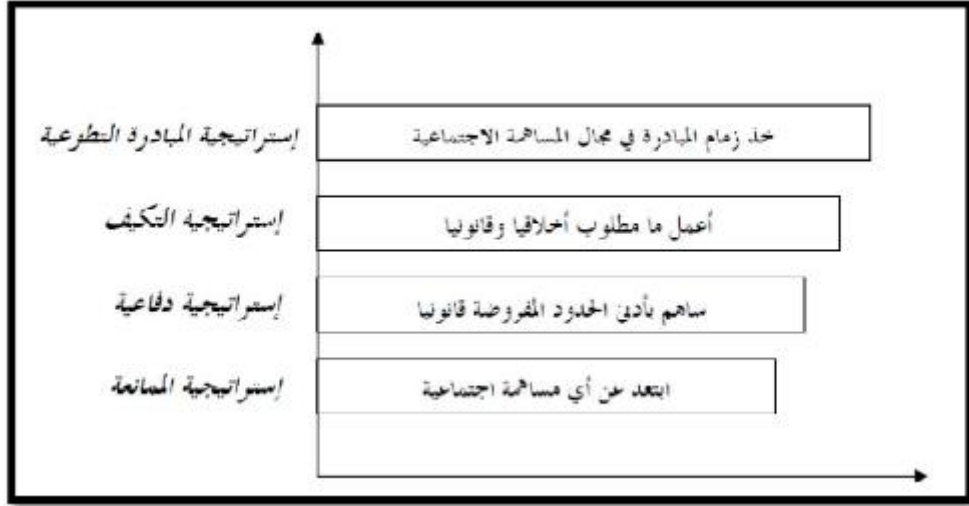 إستراتيجية المبادرة التطوعية
خذ زمام المبادرة في مجال المساهمة الاجتماعية
إستراتيجية التكيف
أعمل ما مطلوب أخلاقيا وقانونيا
إستراتيجية دفاعية
ساهم بأدنى الحدود المفروضة قانونيا
إستراتيجية الممانعة
ابتعد عن أي مساهمة اجتماعية